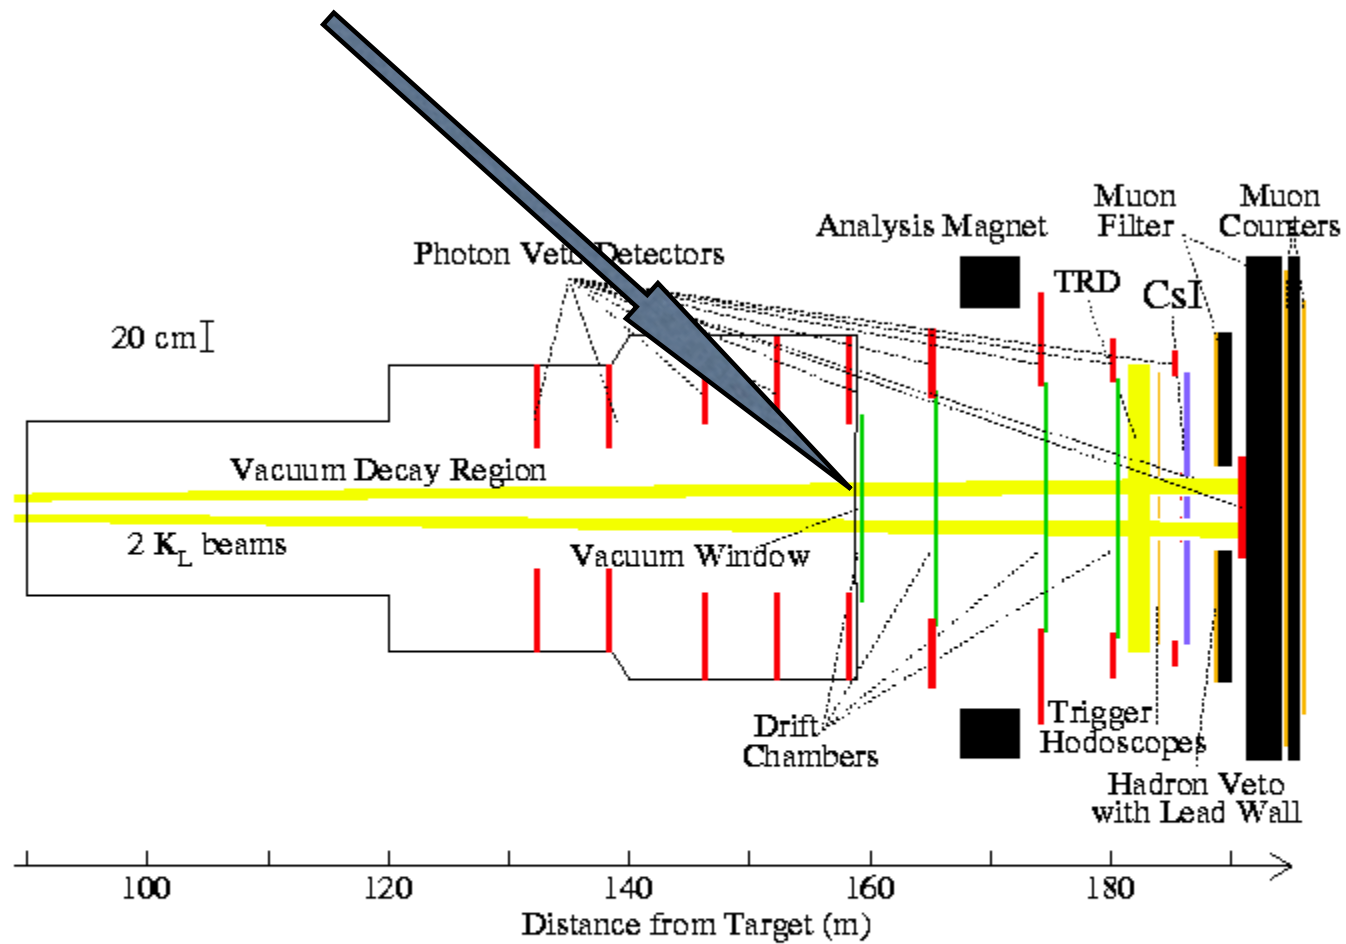 Muon
Filter
Muon
Counters
Analysis Magnet
Photon Veto Detectors
TRD
CsI
20 cm
Vacuum Decay Region
2 KL beams
Vacuum Window
Drift
Chambers
Trigger
Hodoscopes
Hadron Veto
with Lead Wall
100 120 140 160 180
Distance from Target (m)